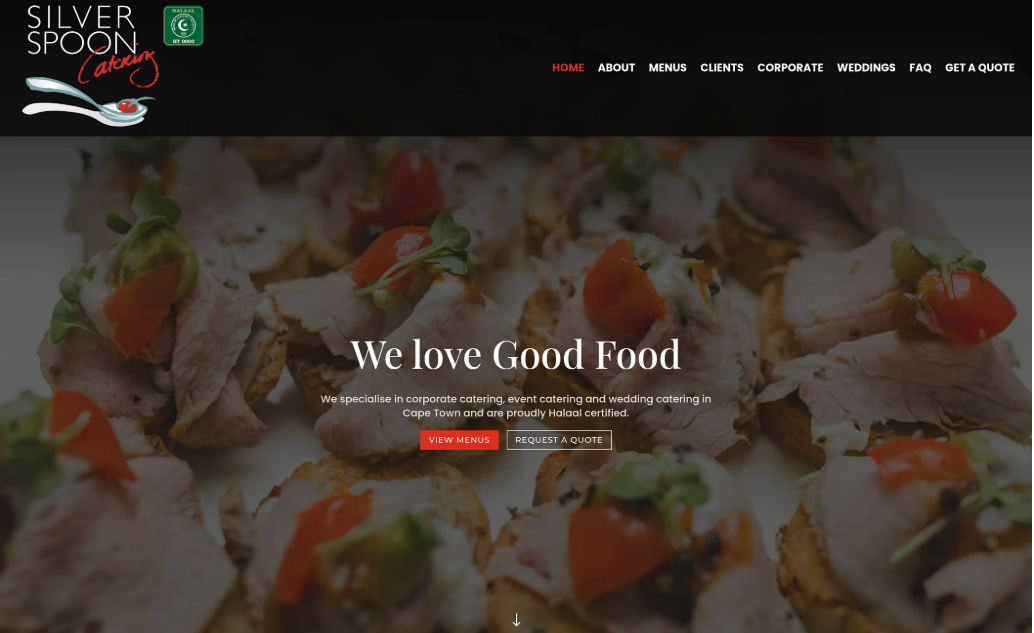 SILVER
SPOON
Catering
HALAAL
HT 0000
HOME ABOUT MENUS CLIENTS CORPORATE WEDDINGS FAQ GET A QUOTE
We love Good Food
We specialise in corporate catering, event catering and wedding catering in
Cape Town and are proudly Halaal certified.
VIEW MENUS REQUEST A QUOTE